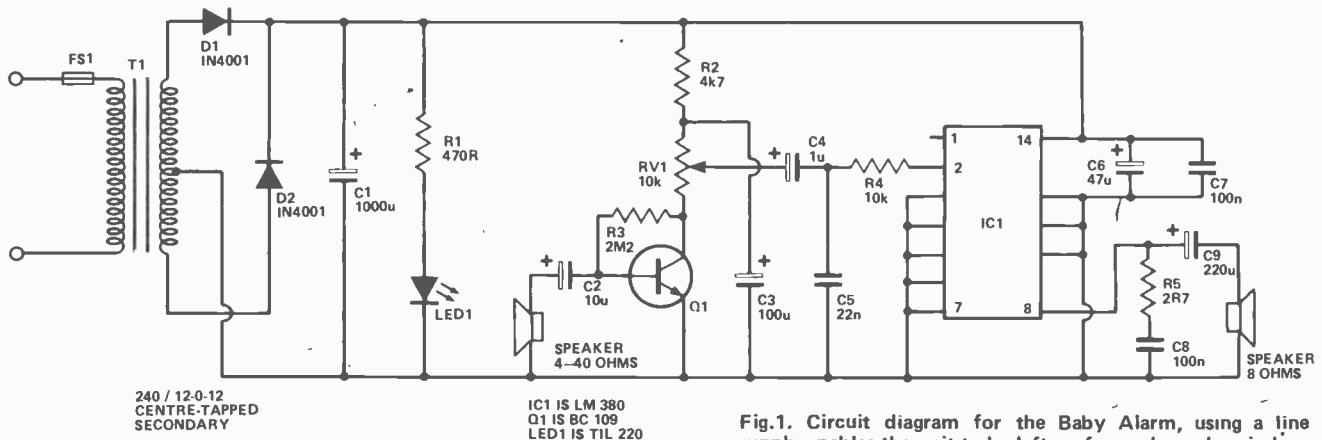 FS1
T1
D1
IN4001
D2
IN4001
C1
1000u
R1
470R
LED1
240 / 12-0-12
CENTRE-TAPPED
SECONDARY
SPEAKER
4–40 OHMS
C2
10u
R3
2M2
Q1
R2
4k7
RV1
10k
C3
100u
C4
1u
C5
22n
R4
10k
IC1
1
2
7
14
8
C6
47u
C7
100n
R5
2R7
C8
100n
C9
220u
SPEAKER
8 OHMS
IC1 IS LM 380
Q1 IS BC 109
LED1 IS TIL 220
Fig.1. Circuit diagram for the Baby Alarm, using a line